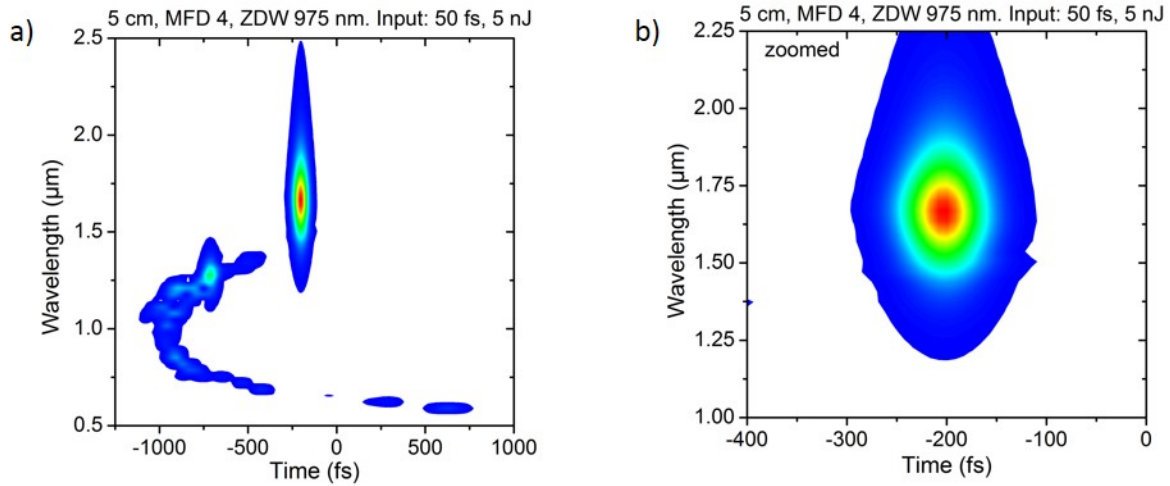 a)
5 cm, MFD 4, ZDW 975 nm. Input: 50 fs, 5 nJ
2.5
2.0
1.5
1.0
0.5
Wavelength (µm)
-1000 -500 0 500 1000
Time (fs)
b)
5 cm, MFD 4, ZDW 975 nm. Input: 50 fs, 5 nJ
zoomed
2.25
2.00
1.75
1.50
1.25
1.00
Wavelength (µm)
-400 -300 -200 -100 0
Time (fs)